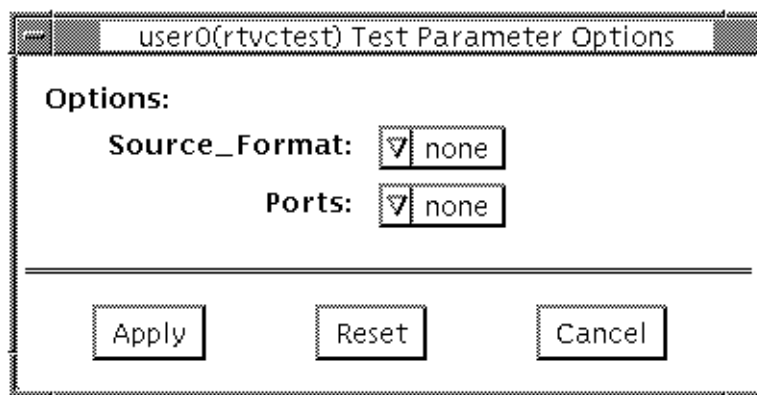 user0(rtvctest) Test Parameter Options
Options:
Source_Format: none
Ports: none
Apply Reset Cancel